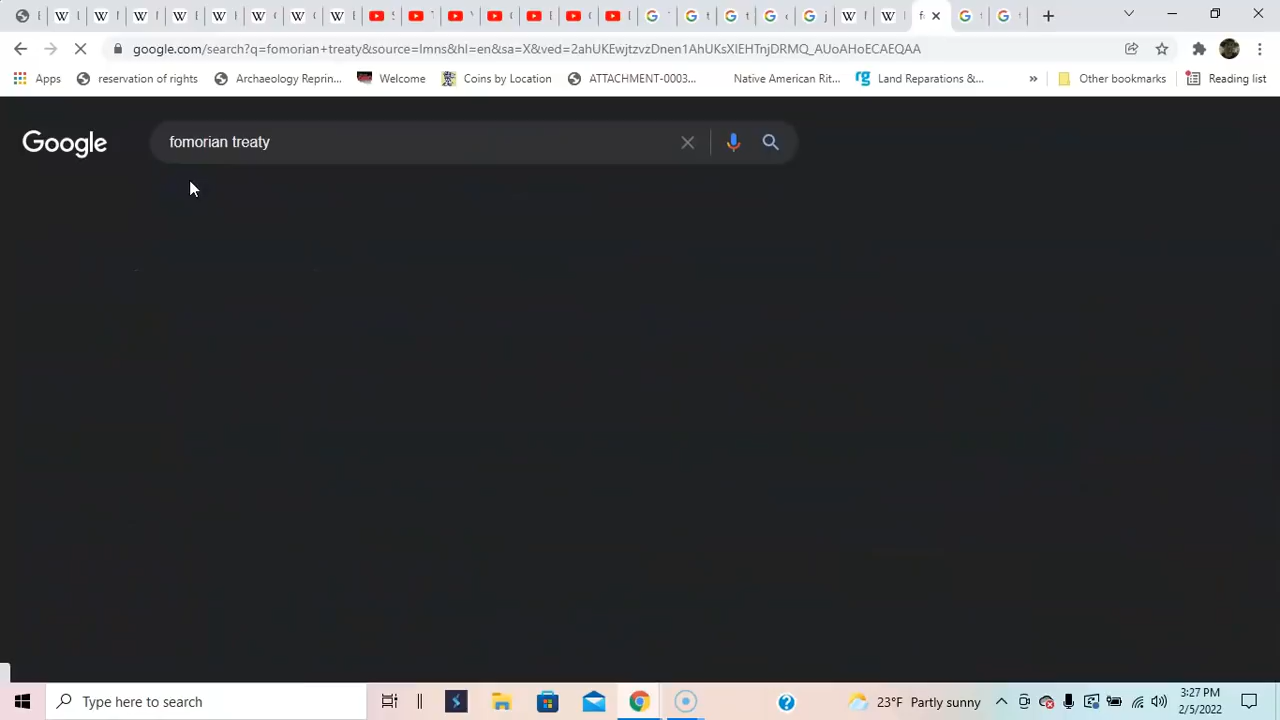 google.com/search?q=fomorian+treaty&source=lmns&hl=en&sa=X&ved=2ahUKEwjtzvzDnen1AhUKsXIEHTnjDRMQ_AUoAHoECAEQAA
Apps
reservation of rights
Archaeology Reprin...
Welcome
Coins by Location
ATTACHMENT-0003...
Native American Rit...
Land Reparations &...
»
Other bookmarks
Reading list
Google
fomorian treaty
Type here to search
23°F Partly sunny
3:27 PM
2/5/2022